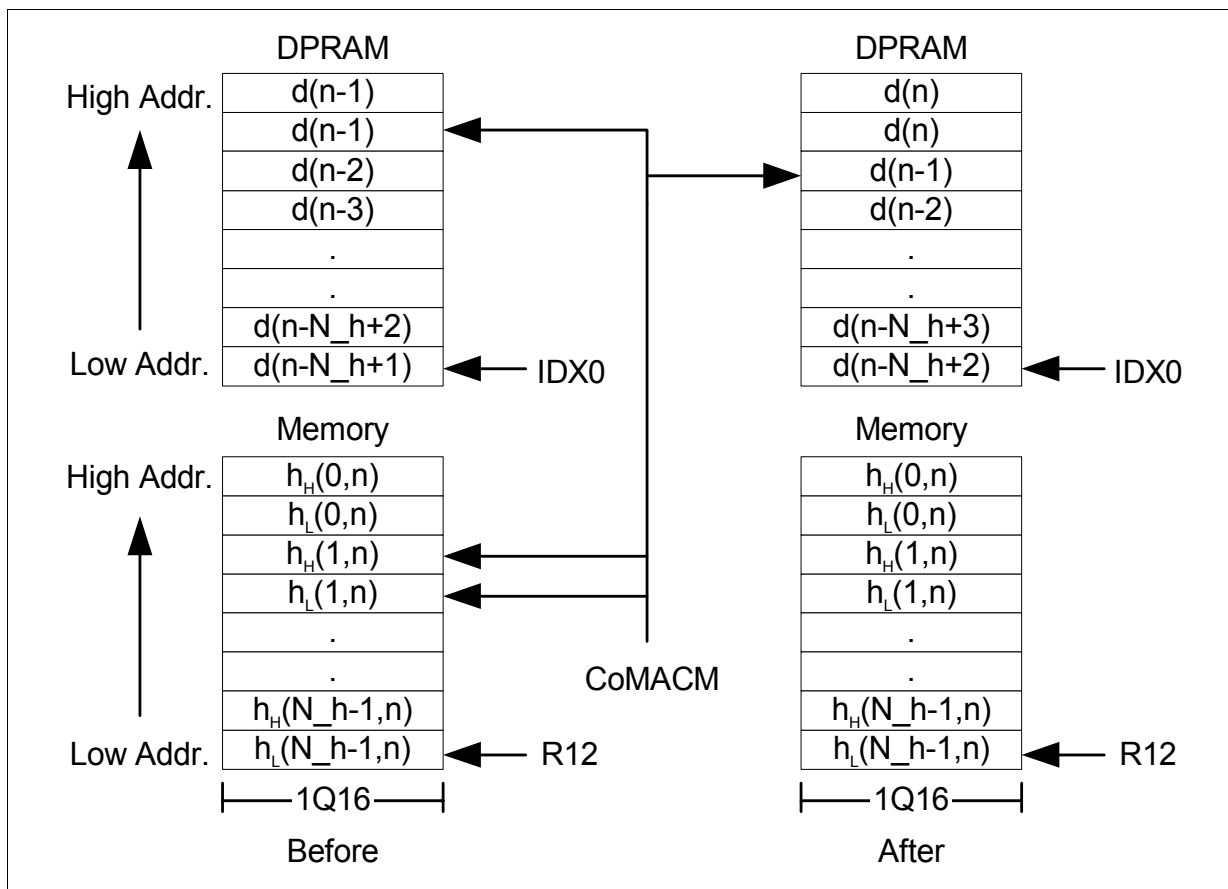 DPRAM DPRAM
High Addr. d(n-1) d(n)
d(n-1) d(n)
d(n-2) d(n-1)
d(n-3) d(n-2)
. .
. .
d(n-N_h+2) d(n-N_h+3)
Low Addr. d(n-N_h+1) IDX0 d(n-N_h+2) IDX0
Memory Memory
High Addr. hH(0,n) hH(0,n)
hL(0,n) hL(0,n)
hH(1,n) hH(1,n)
hL(1,n) hL(1,n)
. .
. CoMACM .
hH(N_h-1,n) hH(N_h-1,n)
Low Addr. hL(N_h-1,n) R12 hL(N_h-1,n) R12
1Q16 1Q16
Before After